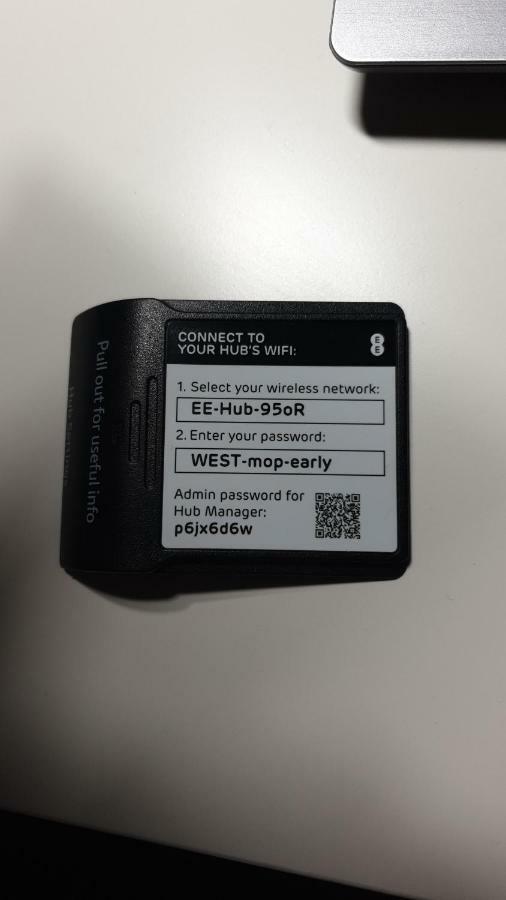 CONNECT TO
YOUR HUB'S WIFI:
E
E
1. Select your wireless network:
EE-Hub-95oR
2. Enter your password:
WEST-mop-early
Admin password for
Hub Manager:
p6jx6d6w
Pull out for useful info